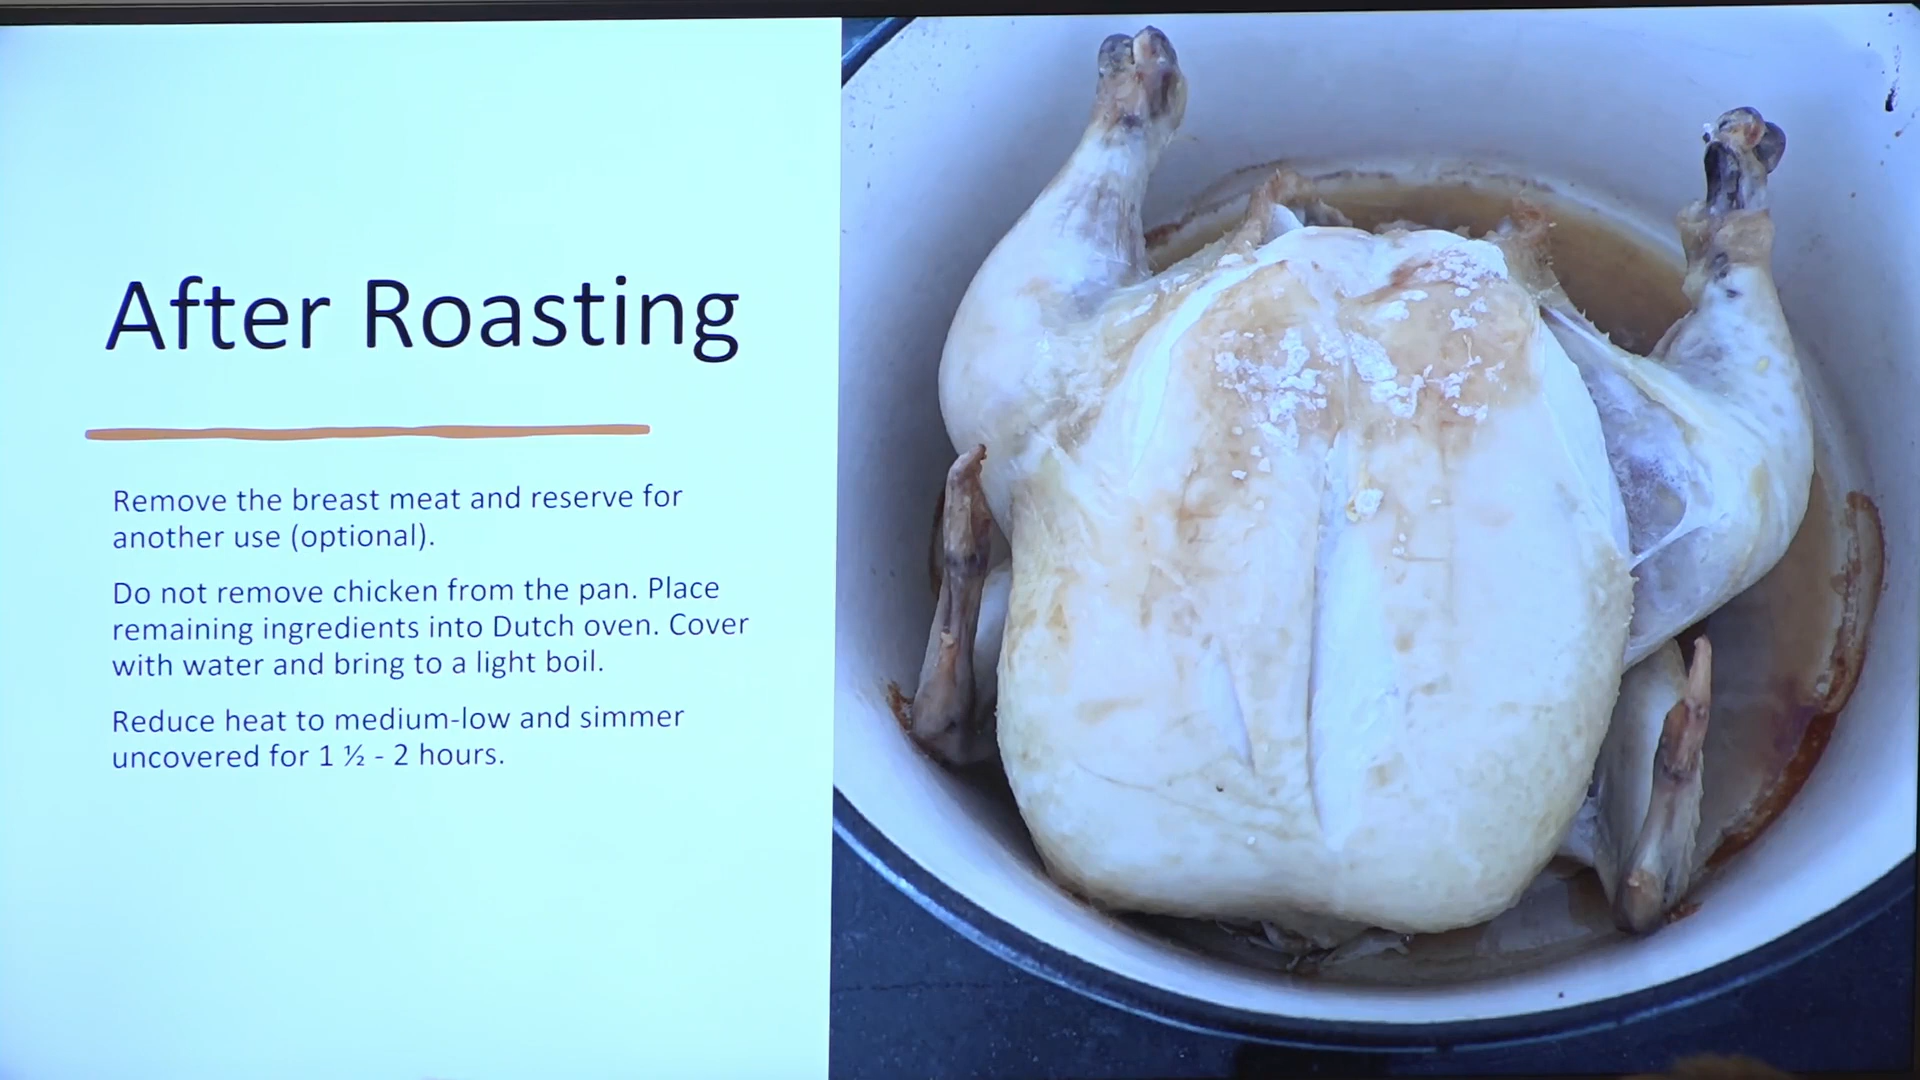 After Roasting
Remove the breast meat and reserve for
another use (optional).
Do not remove chicken from the pan. Place
remaining ingredients into Dutch oven. Cover
with water and bring to a light boil.
Reduce heat to medium-low and simmer
uncovered for 1 ½ - 2 hours.